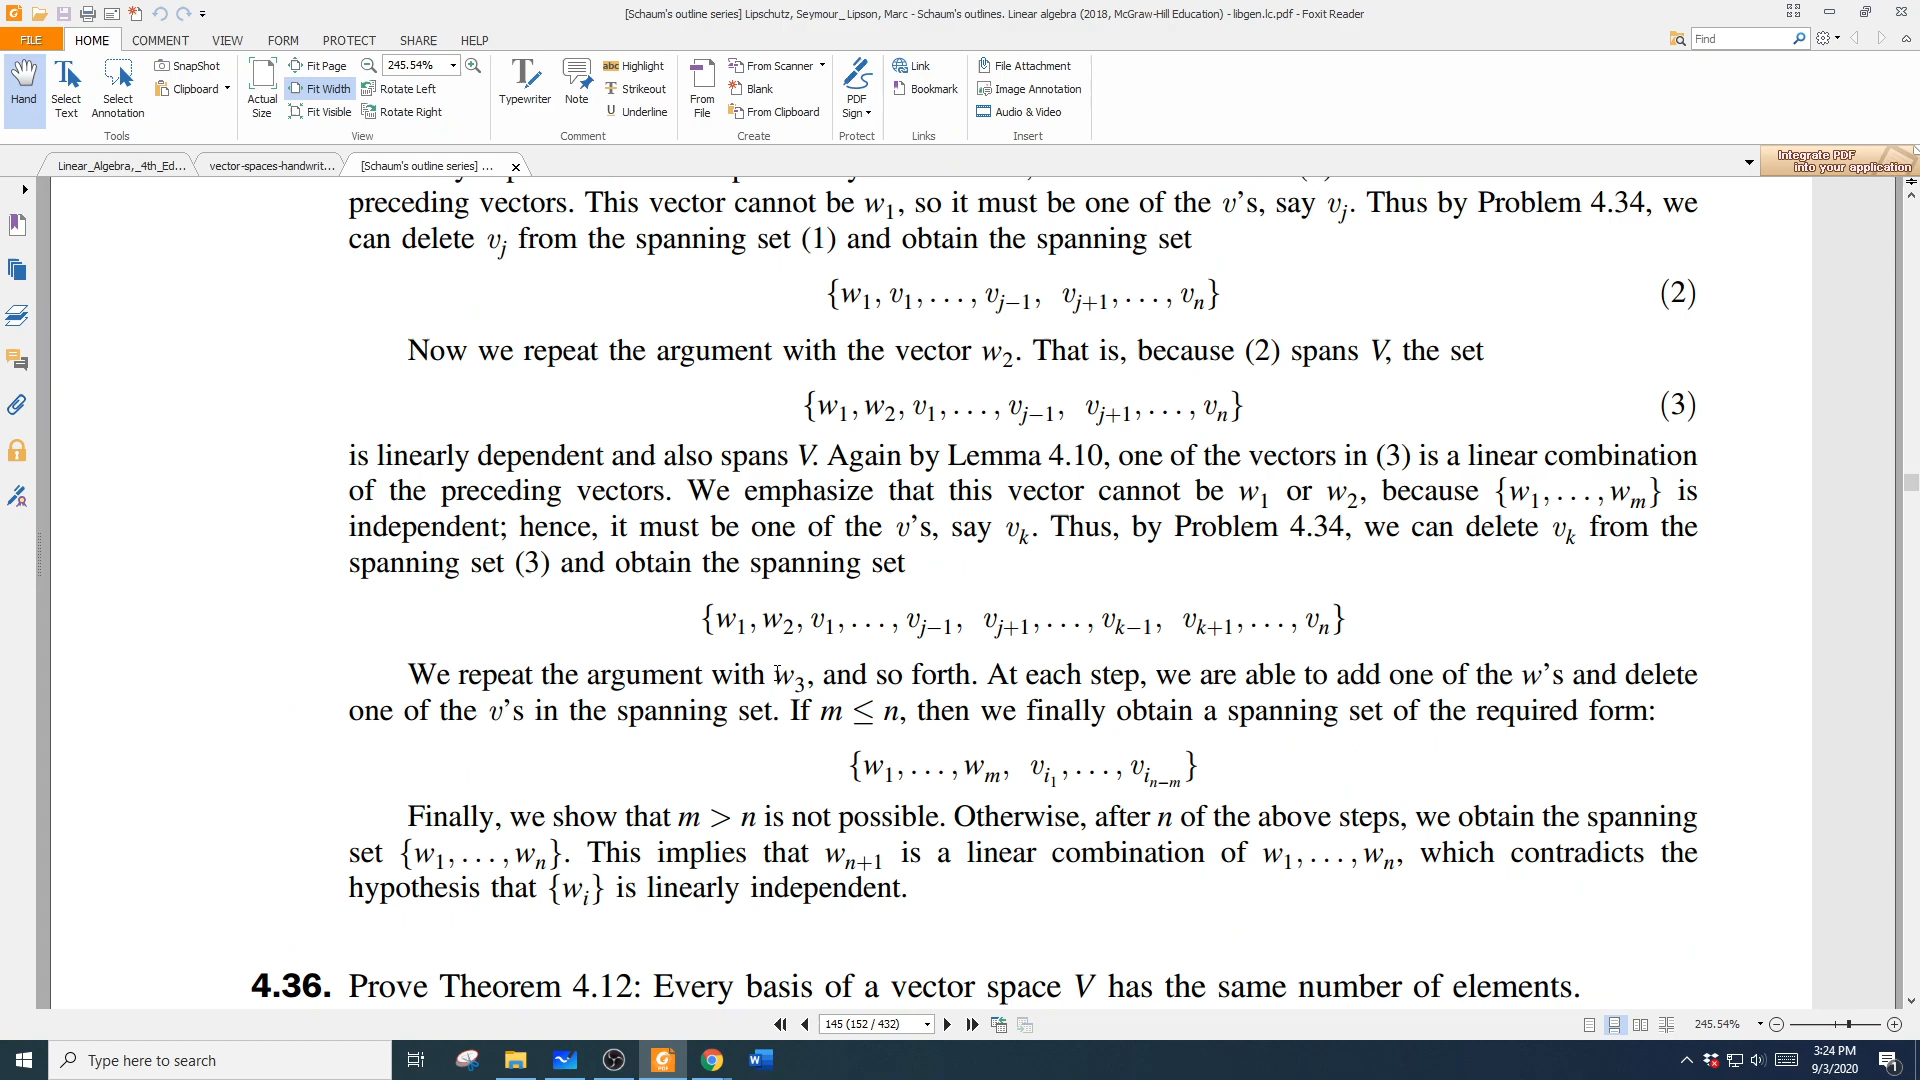 [Schaum's outline series] Lipschutz, Seymour_ Lipson, Marc - Schaum's outlines. Linear algebra (2018, McGraw-Hill Education) - libgen.lc.pdf - Foxit Reader
FILE HOME COMMENT VIEW FORM PROTECT SHARE HELP
Find
Hand
Select Text
Select Annotation
SnapShot
Clipboard
Tools
Actual Size
Fit Page
Fit Width
Fit Visible
245.54%
Rotate Left
Rotate Right
View
Typewriter
Note
Highlight
Strikeout
Underline
Comment
From File
From Scanner
Blank
From Clipboard
Create
PDF Sign
Protect
Link
Bookmark
Links
File Attachment
Image Annotation
Audio & Video
Insert
Linear_Algebra,_4th_Ed... vector-spaces-handwrit... [Schaum's outline series] ...
Integrate PDF
into your application
preceding vectors. This vector cannot be w₁, so it must be one of the v's, say vⱼ. Thus by Problem 4.34, we
can delete vⱼ from the spanning set (1) and obtain the spanning set
{w₁, v₁, . . . , vⱼ₋₁, vⱼ₊₁, . . . , vₙ} (2)
Now we repeat the argument with the vector w₂. That is, because (2) spans V, the set
{w₁, w₂, v₁, . . . , vⱼ₋₁, vⱼ₊₁, . . . , vₙ} (3)
is linearly dependent and also spans V. Again by Lemma 4.10, one of the vectors in (3) is a linear combination
of the preceding vectors. We emphasize that this vector cannot be w₁ or w₂, because {w₁, . . . , wₘ} is
independent; hence, it must be one of the v's, say vₖ. Thus, by Problem 4.34, we can delete vₖ from the
spanning set (3) and obtain the spanning set
{w₁, w₂, v₁, . . . , vⱼ₋₁, vⱼ₊₁, . . . , vₖ₋₁, vₖ₊₁, . . . , vₙ}
We repeat the argument with w₃, and so forth. At each step, we are able to add one of the w's and delete
one of the v's in the spanning set. If m ≤ n, then we finally obtain a spanning set of the required form:
{w₁, . . . , wₘ, v_{i₁}, . . . , v_{i_{n−m}}}
Finally, we show that m > n is not possible. Otherwise, after n of the above steps, we obtain the spanning
set {w₁, . . . , wₙ}. This implies that wₙ₊₁ is a linear combination of w₁, . . . , wₙ, which contradicts the
hypothesis that {wᵢ} is linearly independent.
4.36. Prove Theorem 4.12: Every basis of a vector space V has the same number of elements.
145 (152 / 432)
245.54%
Type here to search
3:24 PM
9/3/2020